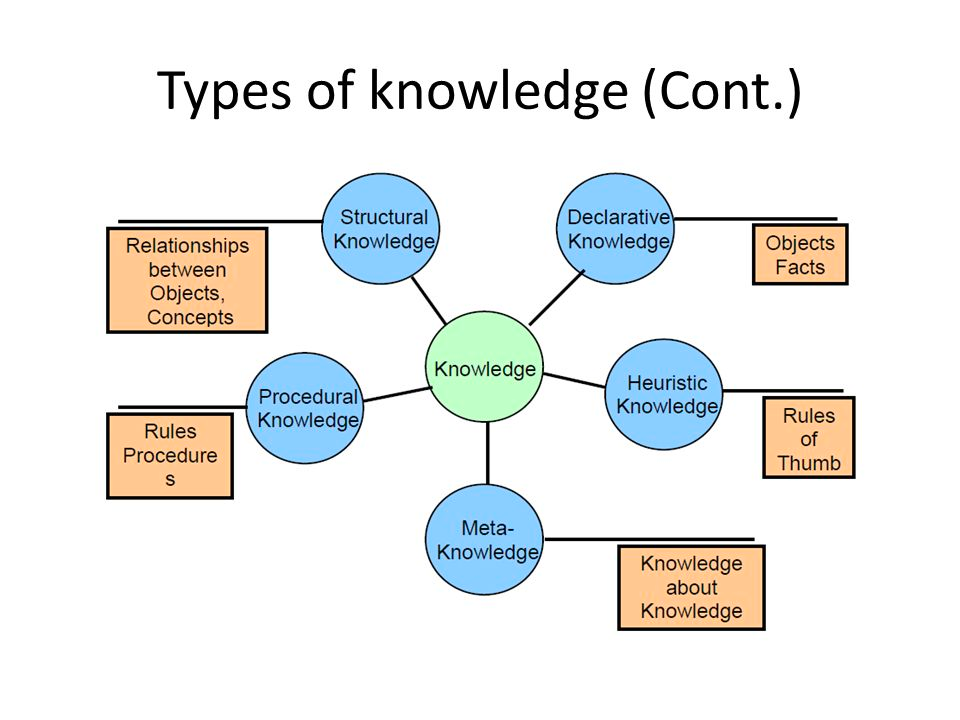 Types of knowledge (Cont.)
Structural
Knowledge
Declarative
Knowledge
Relationships
between
Objects,
Concepts
Objects
Facts
Knowledge
Procedural
Knowledge
Heuristic
Knowledge
Rules
Procedure
s
Rules
of
Thumb
Meta-
Knowledge
Knowledge
about
Knowledge